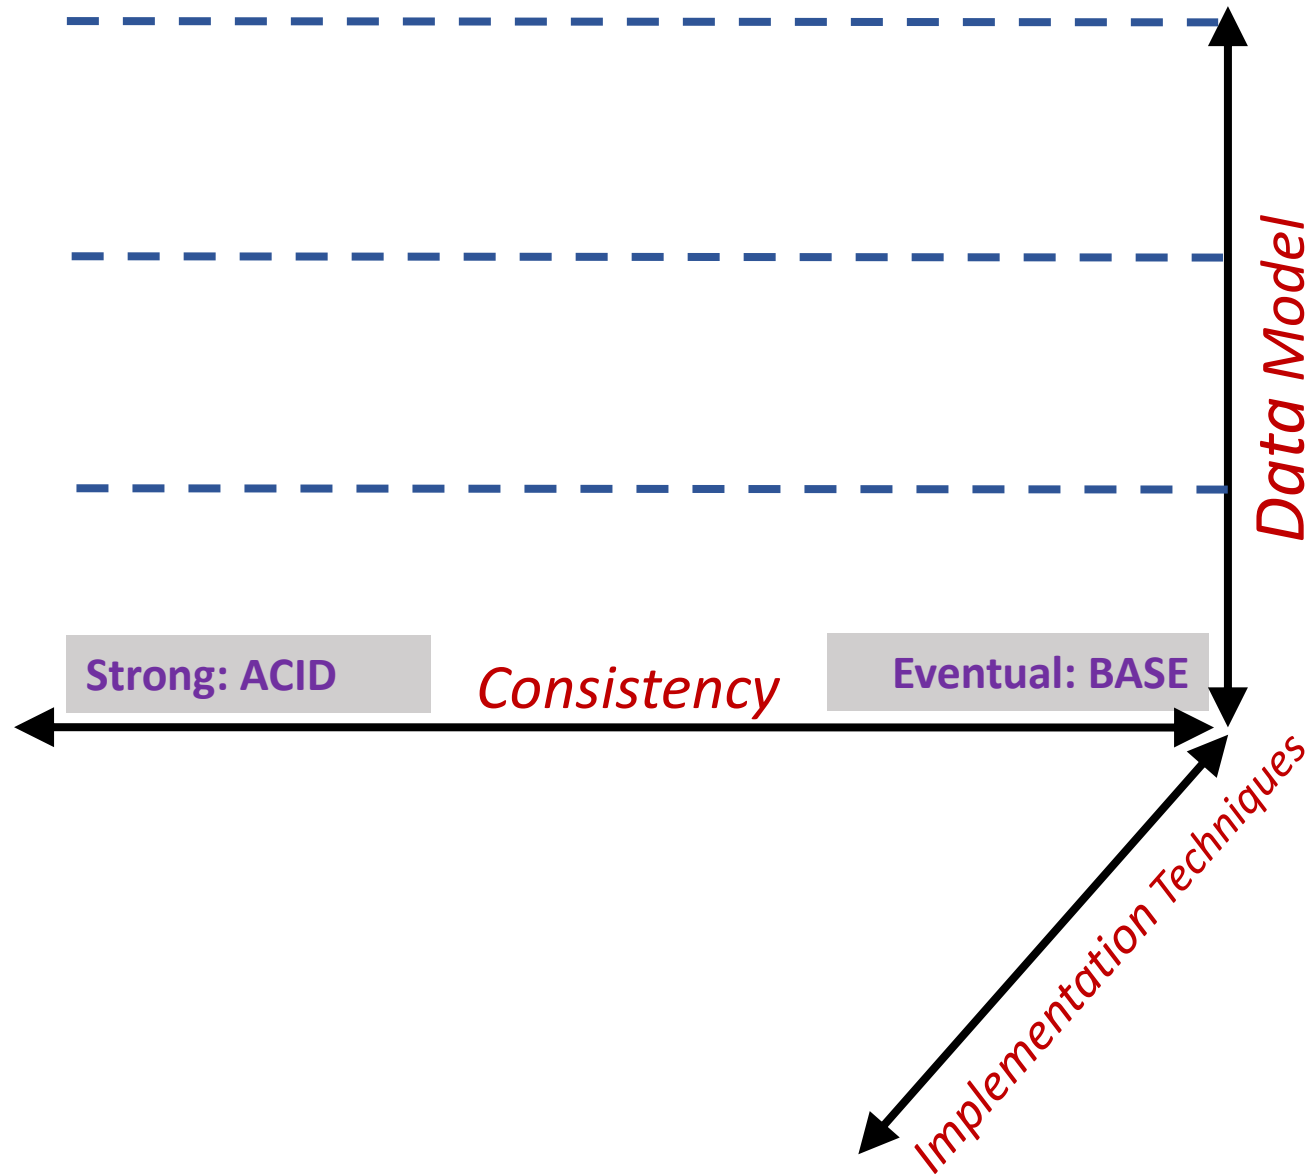 Data Model
Strong: ACID
Consistency
Eventual: BASE
Implementation Techniques